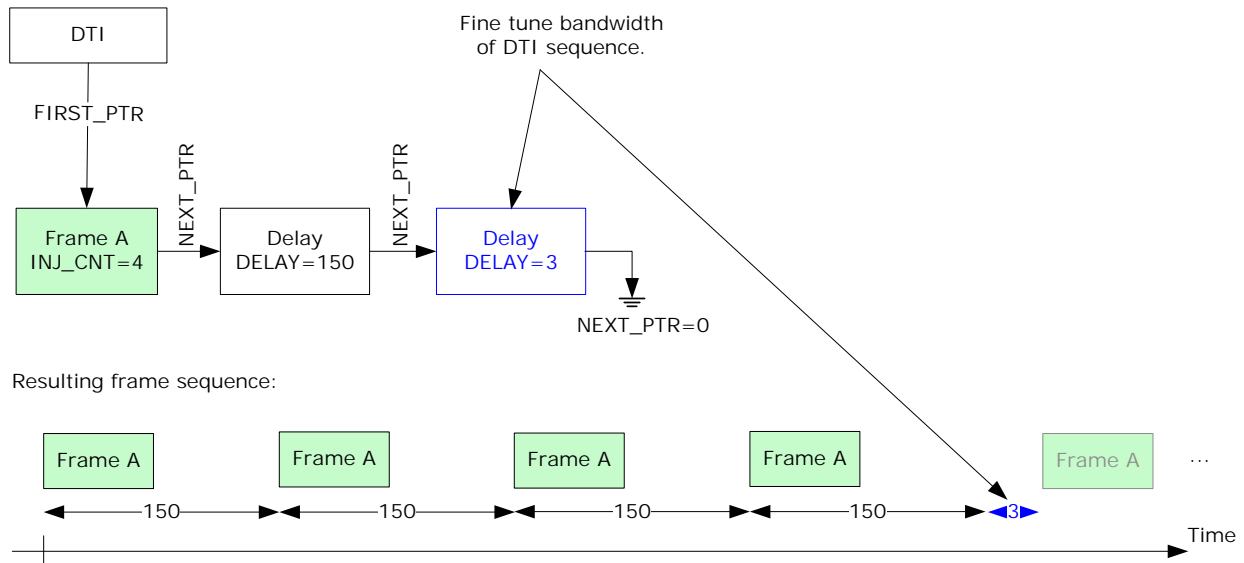 DTI
Fine tune bandwidth
of DTI sequence.
FIRST_PTR
NEXT_PTR
NEXT_PTR
Frame A
INJ_CNT=4
Delay
DELAY=150
Delay
DELAY=3
NEXT_PTR=0
Resulting frame sequence:
Frame A
Frame A
Frame A
Frame A
Frame A
...
150
150
150
150
3
Time